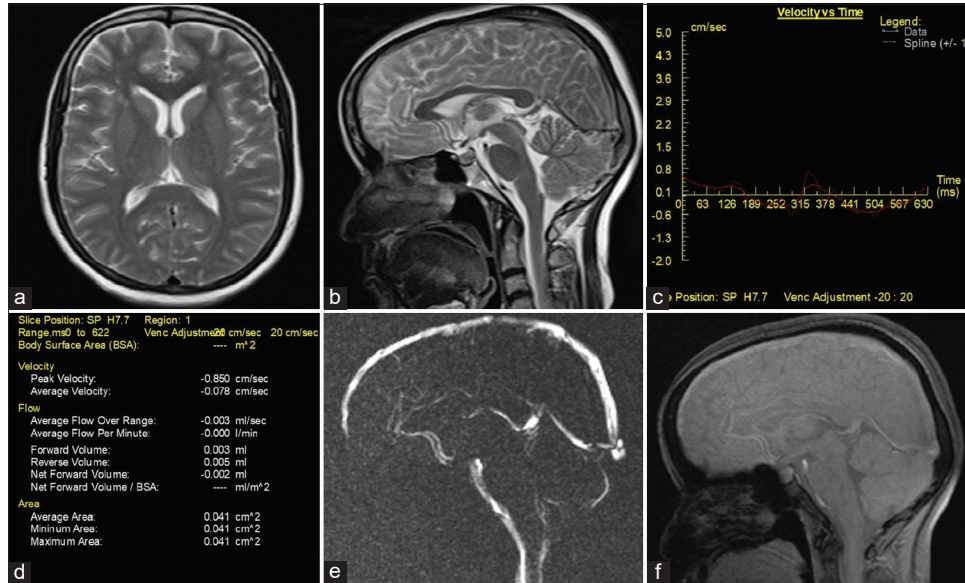 a
b
Velocity vs Time
cm/sec
Legend:
Data
Spline (+/- 1
5.0
4.3
3.6
2.9
2.2
1.5
0.8
0.1
-0.6
-1.3
-2.0
Time
(ms)
0 63 126 189 252 315 378 441 504 567 630
e Position: SP H7.7 Venc Adjustment -20 : 20
c
Slice Position: SP H7.7 Region: 1
Range,ms0 to 622 Venc Adjustment -20 cm/sec 20 cm/sec
Body Surface Area (BSA): ---- m^2
Velocity
Peak Velocity: -0.850 cm/sec
Average Velocity: -0.078 cm/sec
Flow
Average Flow Over Range: -0.003 ml/sec
Average Flow Per Minute: -0.000 l/min
Forward Volume: 0.003 ml
Reverse Volume: 0.005 ml
Net Forward Volume: -0.002 ml
Net Forward Volume / BSA: ---- ml/m^2
Area
Average Area: 0.041 cm^2
Mininum Area: 0.041 cm^2
Maximum Area: 0.041 cm^2
d
e
f